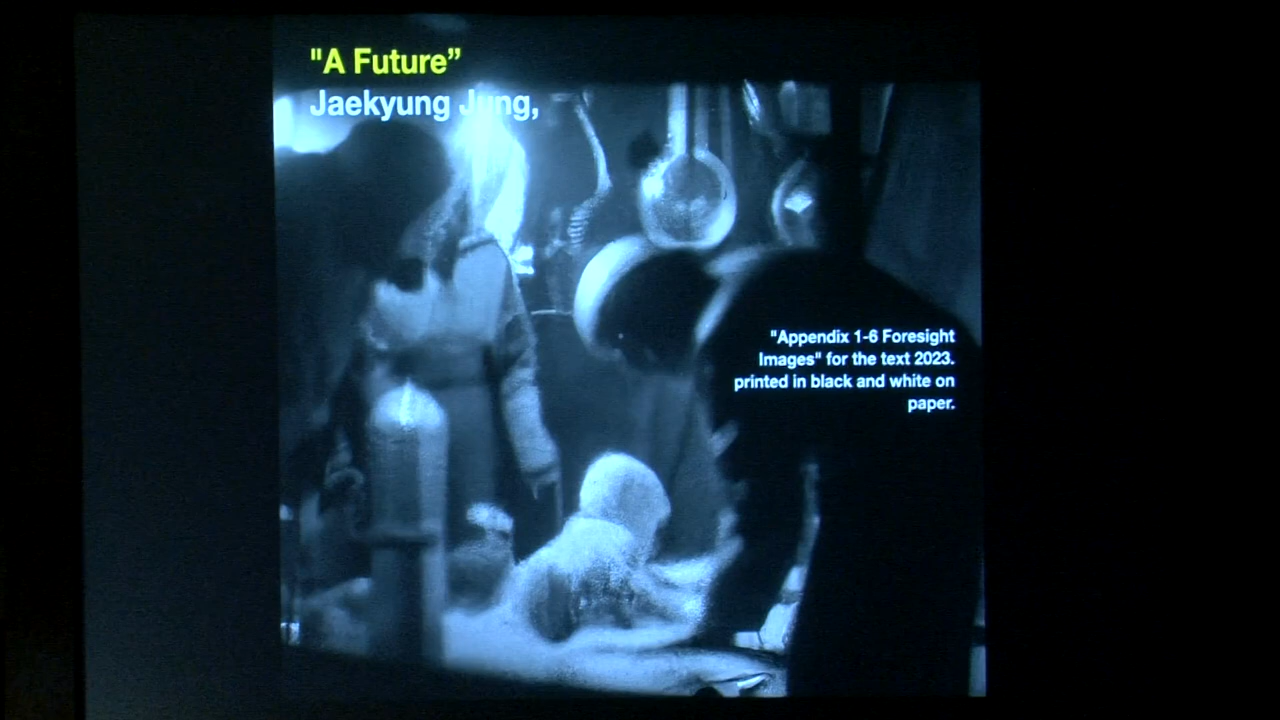 "A Future”
Jaekyung Jung,
"Appendix 1-6 Foresight
Images" for the text 2023.
printed in black and white on
paper.